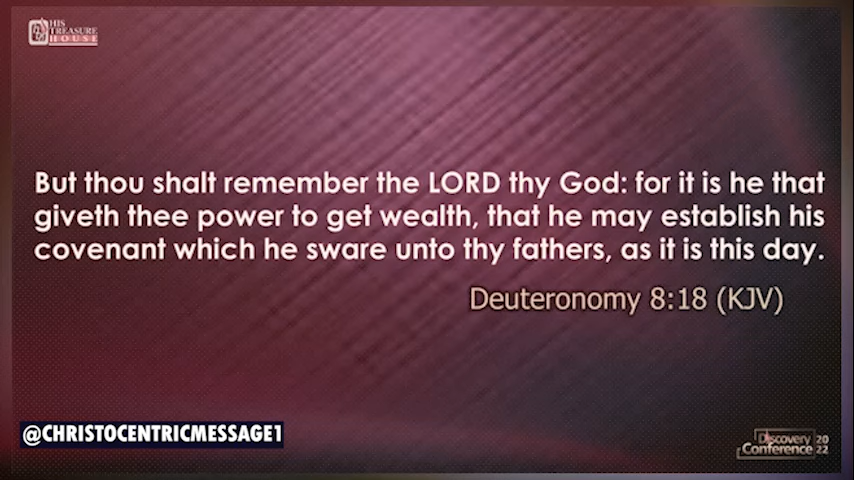 HIS
TREASURE
HOUSE
But thou shalt remember the LORD thy God: for it is he that
giveth thee power to get wealth, that he may establish his
covenant which he sware unto thy fathers, as it is this day.
Deuteronomy 8:18 (KJV)
@CHRISTOCENTRICMESSAGE1
Discovery 20
Conference 22